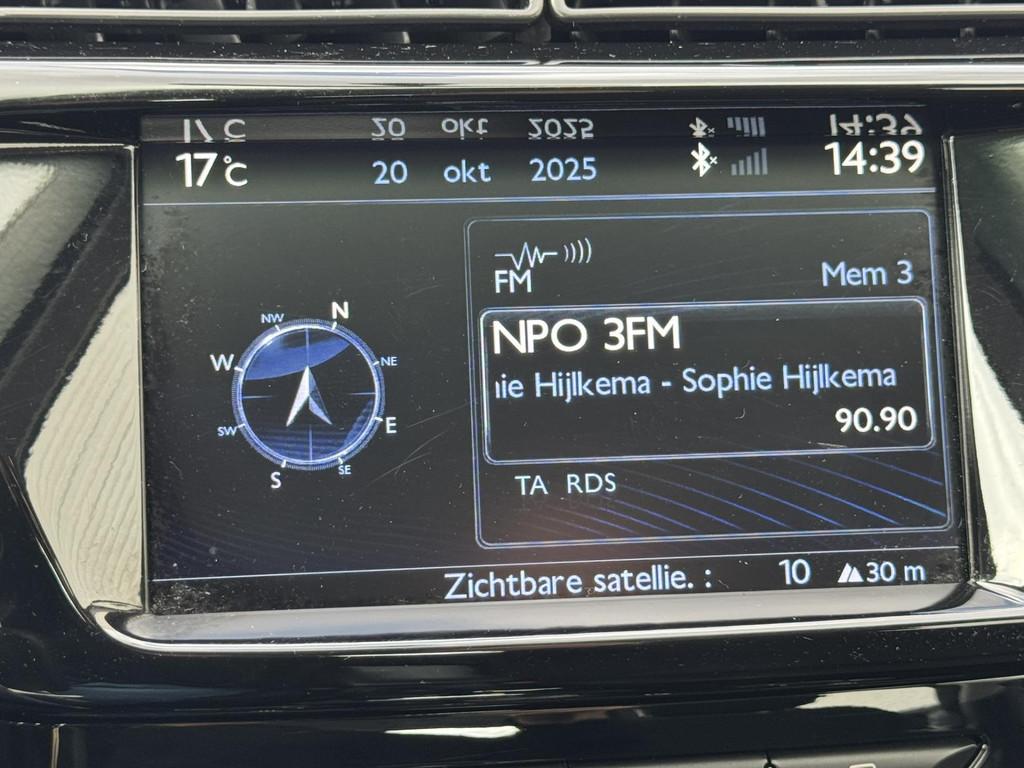 17°C 20 okt 2025 14:39
FM Mem 3
NPO 3FM
ie Hijlkema - Sophie Hijlkema
90.90
TA RDS
N
NW
NE
W
E
SW
SE
S
Zichtbare satellie. : 10 30 m